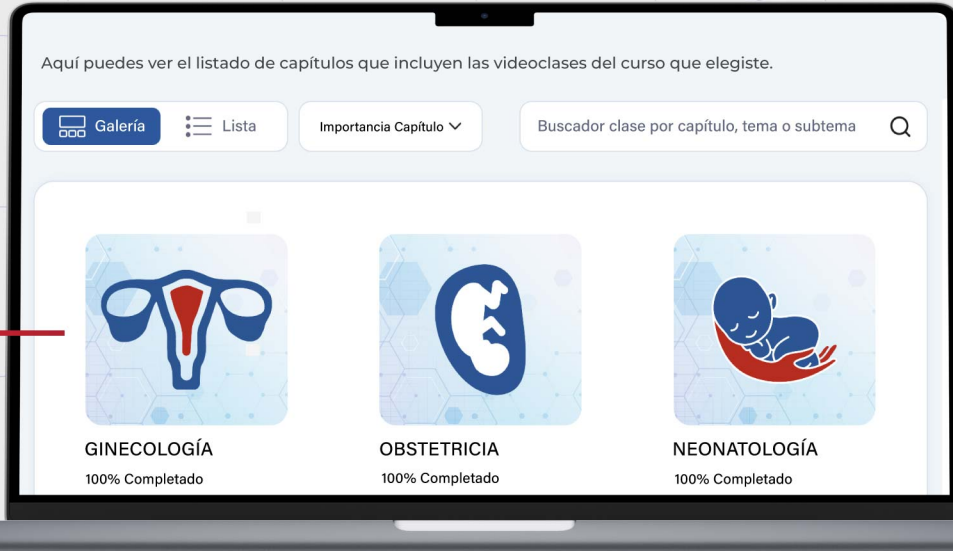 Aquí puedes ver el listado de capítulos que incluyen las videoclases del curso que elegiste.
Galería
Lista
Importancia Capítulo
Buscador clase por capítulo, tema o subtema
GINECOLOGÍA
OBSTETRICIA
NEONATOLOGÍA
100% Completado
100% Completado
100% Completado